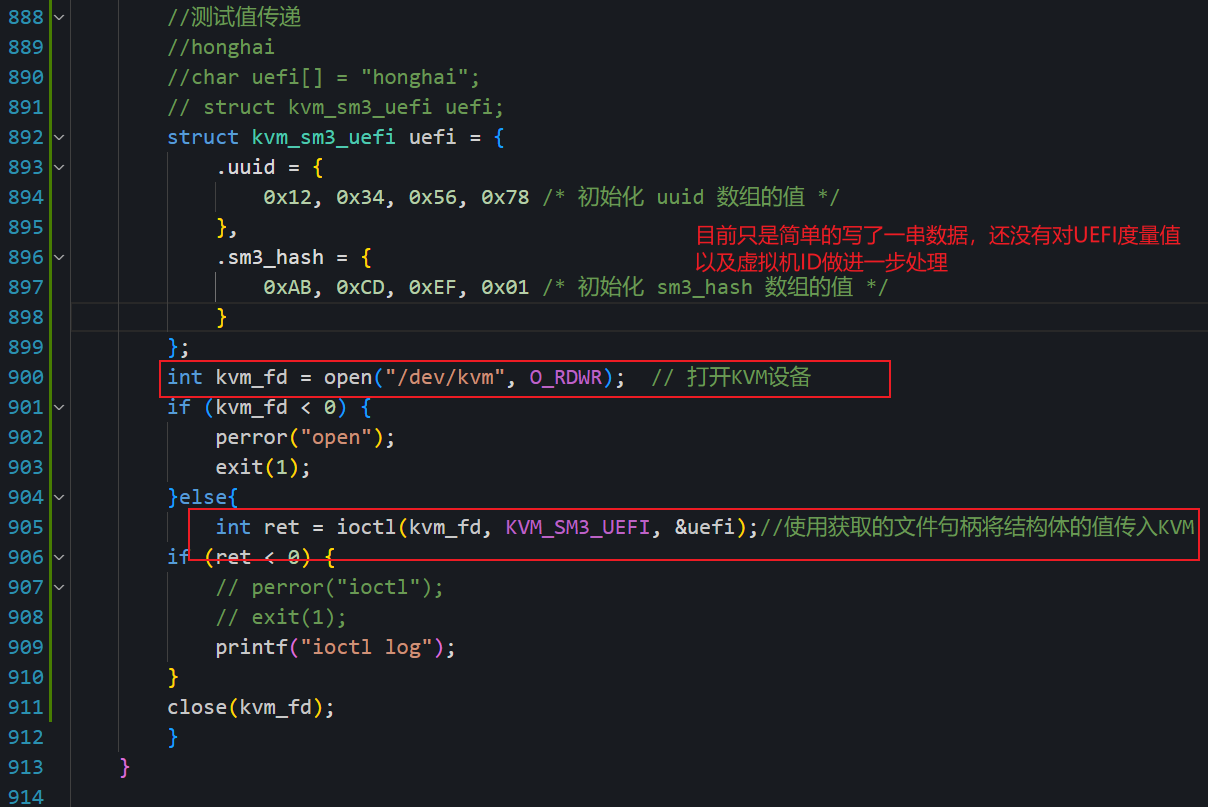 888 //测试值传递
889 //honghai
890 //char uefi[] = "honghai";
891 // struct kvm_sm3_uefi uefi;
892 struct kvm_sm3_uefi uefi = {
893 .uuid = {
894 0x12, 0x34, 0x56, 0x78 /* 初始化 uuid 数组的值 */
895 },
目前只是简单的写了一串数据，还没有对UEFI度量值
896 .sm3_hash = {
以及虚拟机ID做进一步处理
897 0xAB, 0xCD, 0xEF, 0x01 /* 初始化 sm3_hash 数组的值 */
898 }
899 };
900 int kvm_fd = open("/dev/kvm", O_RDWR); // 打开KVM设备
901 if (kvm_fd < 0) {
902 perror("open");
903 exit(1);
904 }else{
905 int ret = ioctl(kvm_fd, KVM_SM3_UEFI, &uefi);//使用获取的文件句柄将结构体的值传入KVM
906 if (ret < 0) {
907 // perror("ioctl");
908 // exit(1);
909 printf("ioctl log");
910 }
911 close(kvm_fd);
912 }
913 }
914